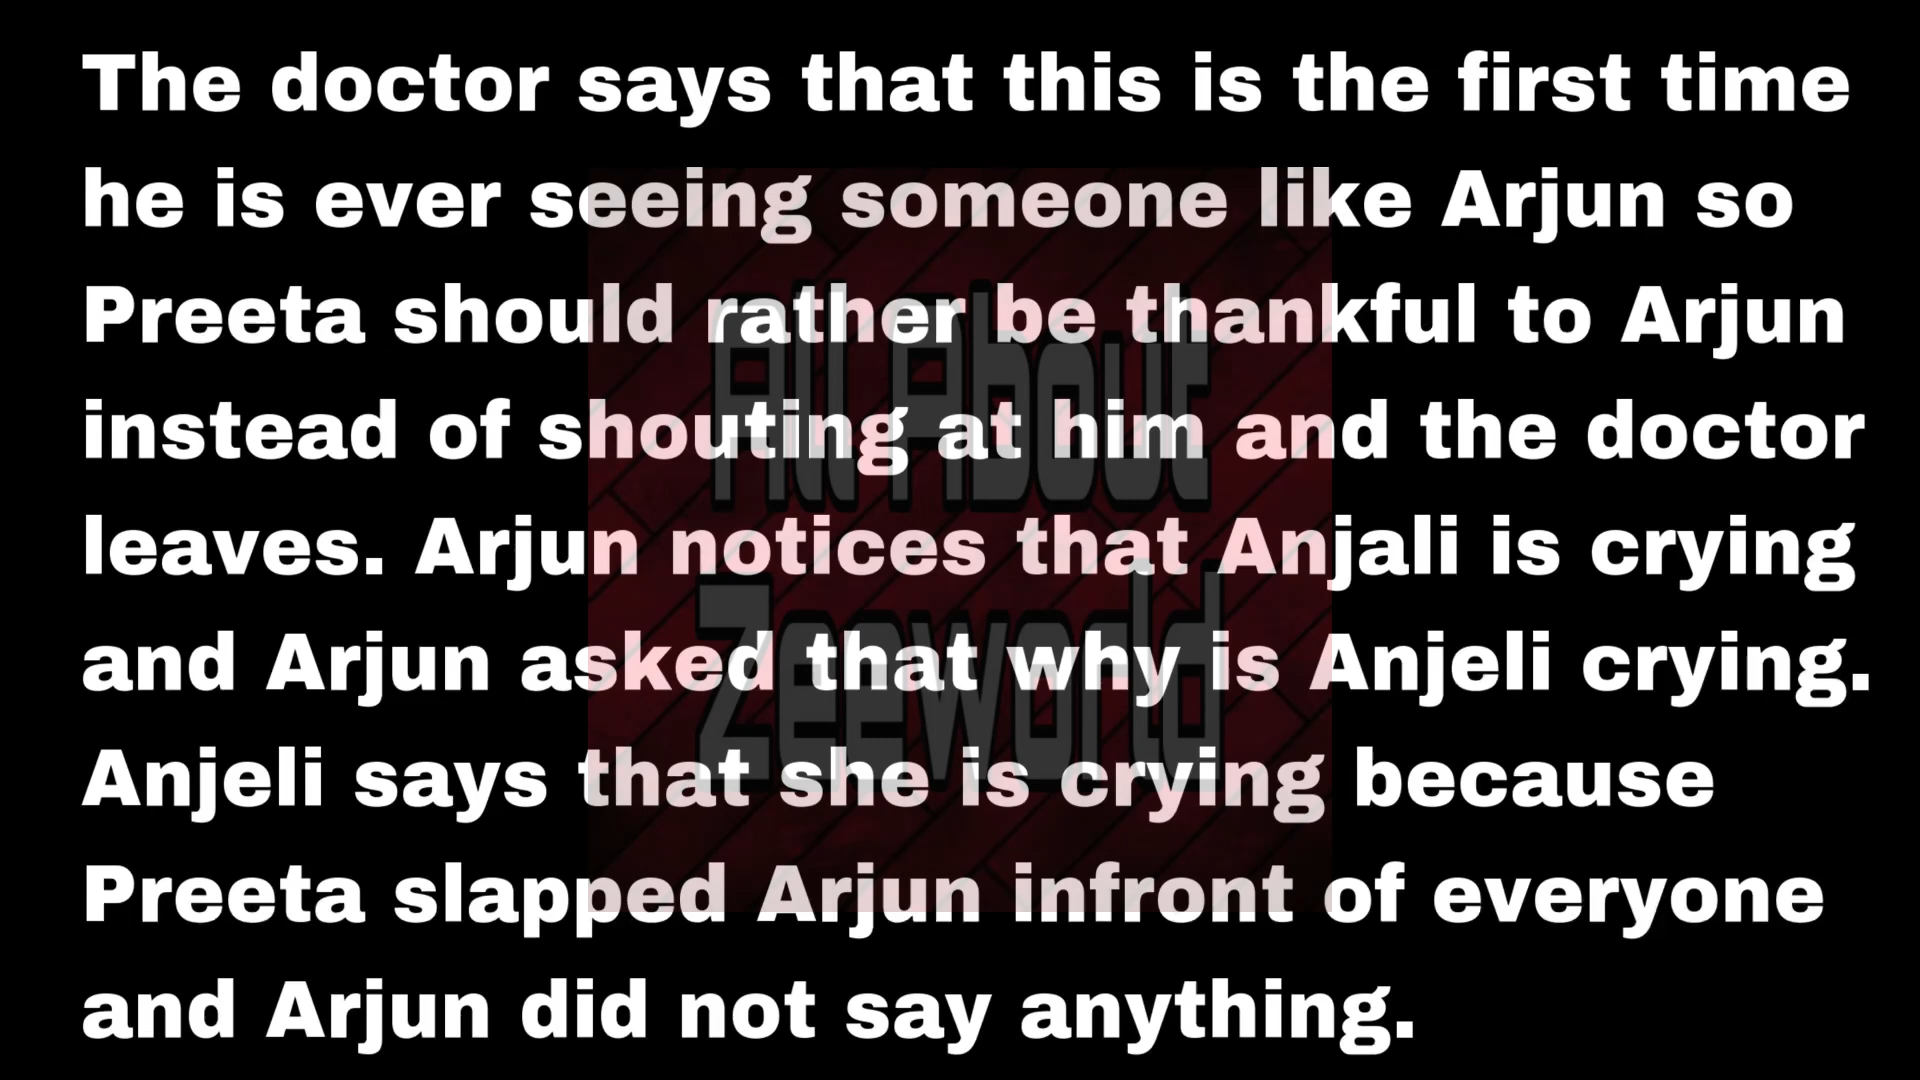 The doctor says that this is the first time
he is ever seeing someone like Arjun so
Preeta should rather be thankful to Arjun
instead of shouting at him and the doctor
leaves. Arjun notices that Anjali is crying
and Arjun asked that why is Anjeli crying.
Anjeli says that she is crying because
Preeta slapped Arjun infront of everyone
and Arjun did not say anything.
All About
Zeeworld